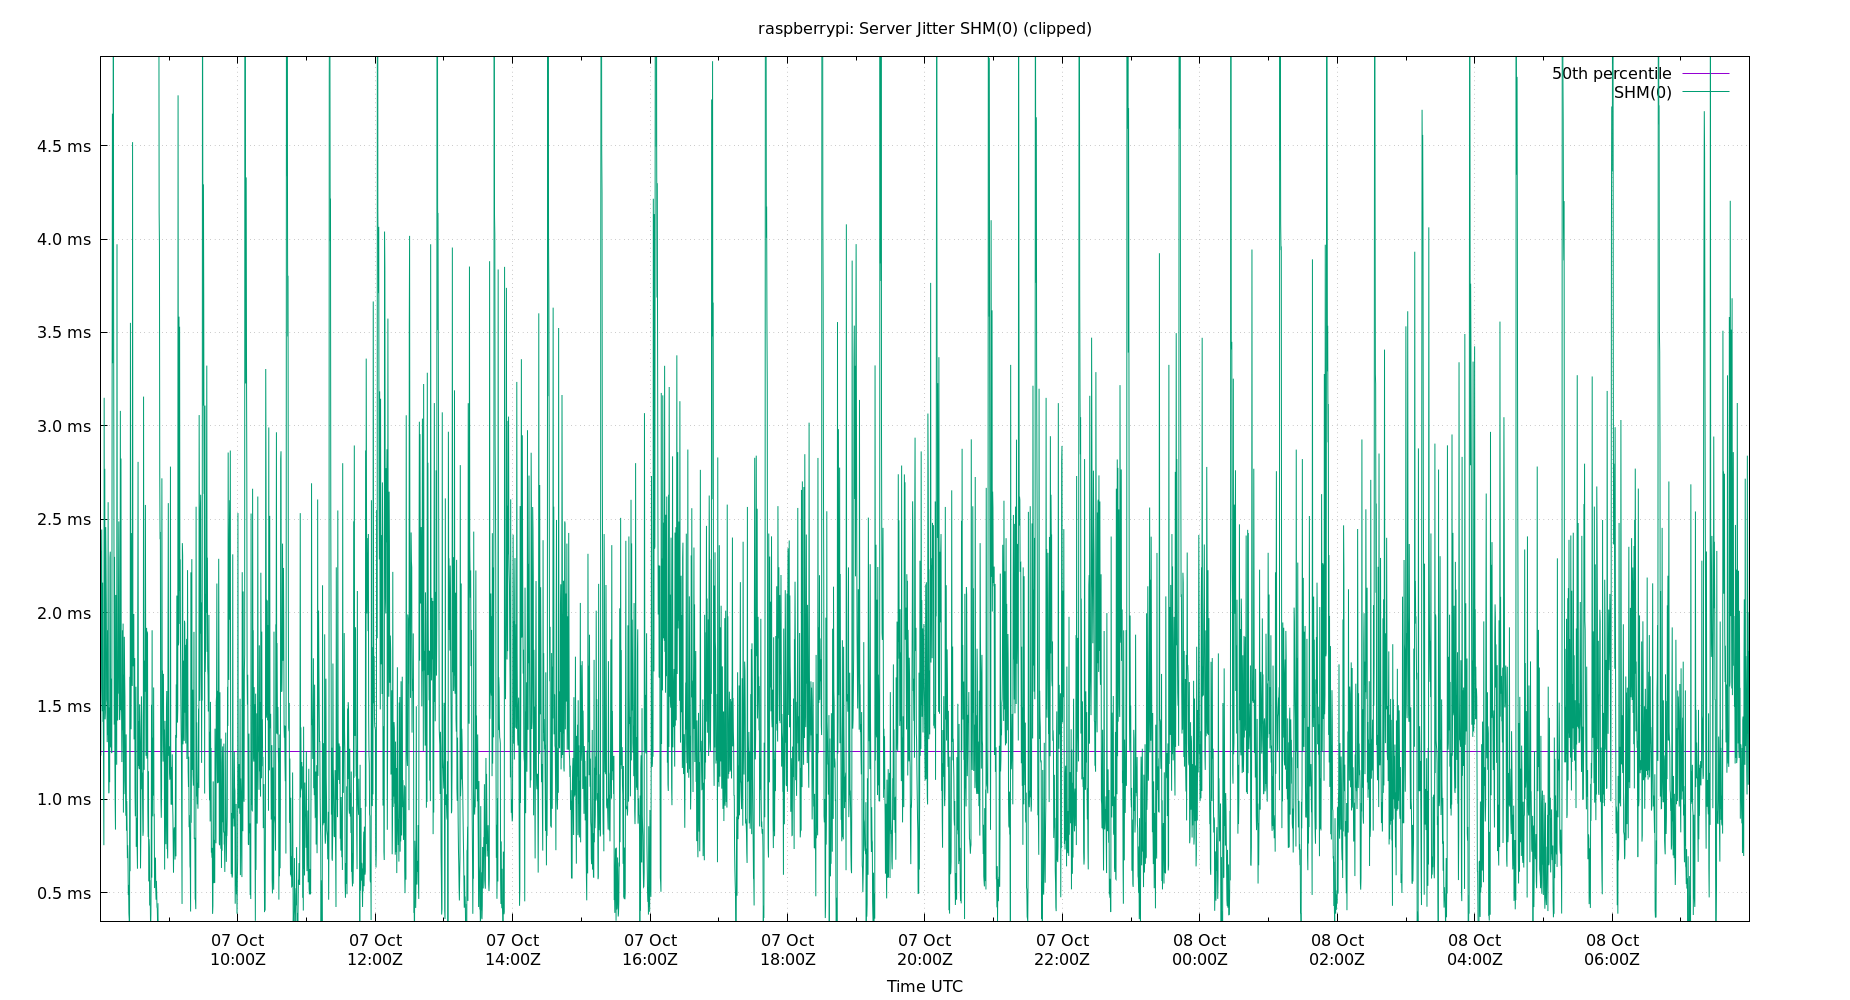 raspberrypi: Server Jitter SHM(0) (clipped)
50th percentile
SHM(0)
4.5 ms
4.0 ms
3.5 ms
3.0 ms
2.5 ms
2.0 ms
1.5 ms
1.0 ms
0.5 ms
07 Oct 07 Oct 07 Oct 07 Oct 07 Oct 07 Oct 07 Oct 08 Oct 08 Oct 08 Oct 08 Oct
10:00Z 12:00Z 14:00Z 16:00Z 18:00Z 20:00Z 22:00Z 00:00Z 02:00Z 04:00Z 06:00Z
Time UTC